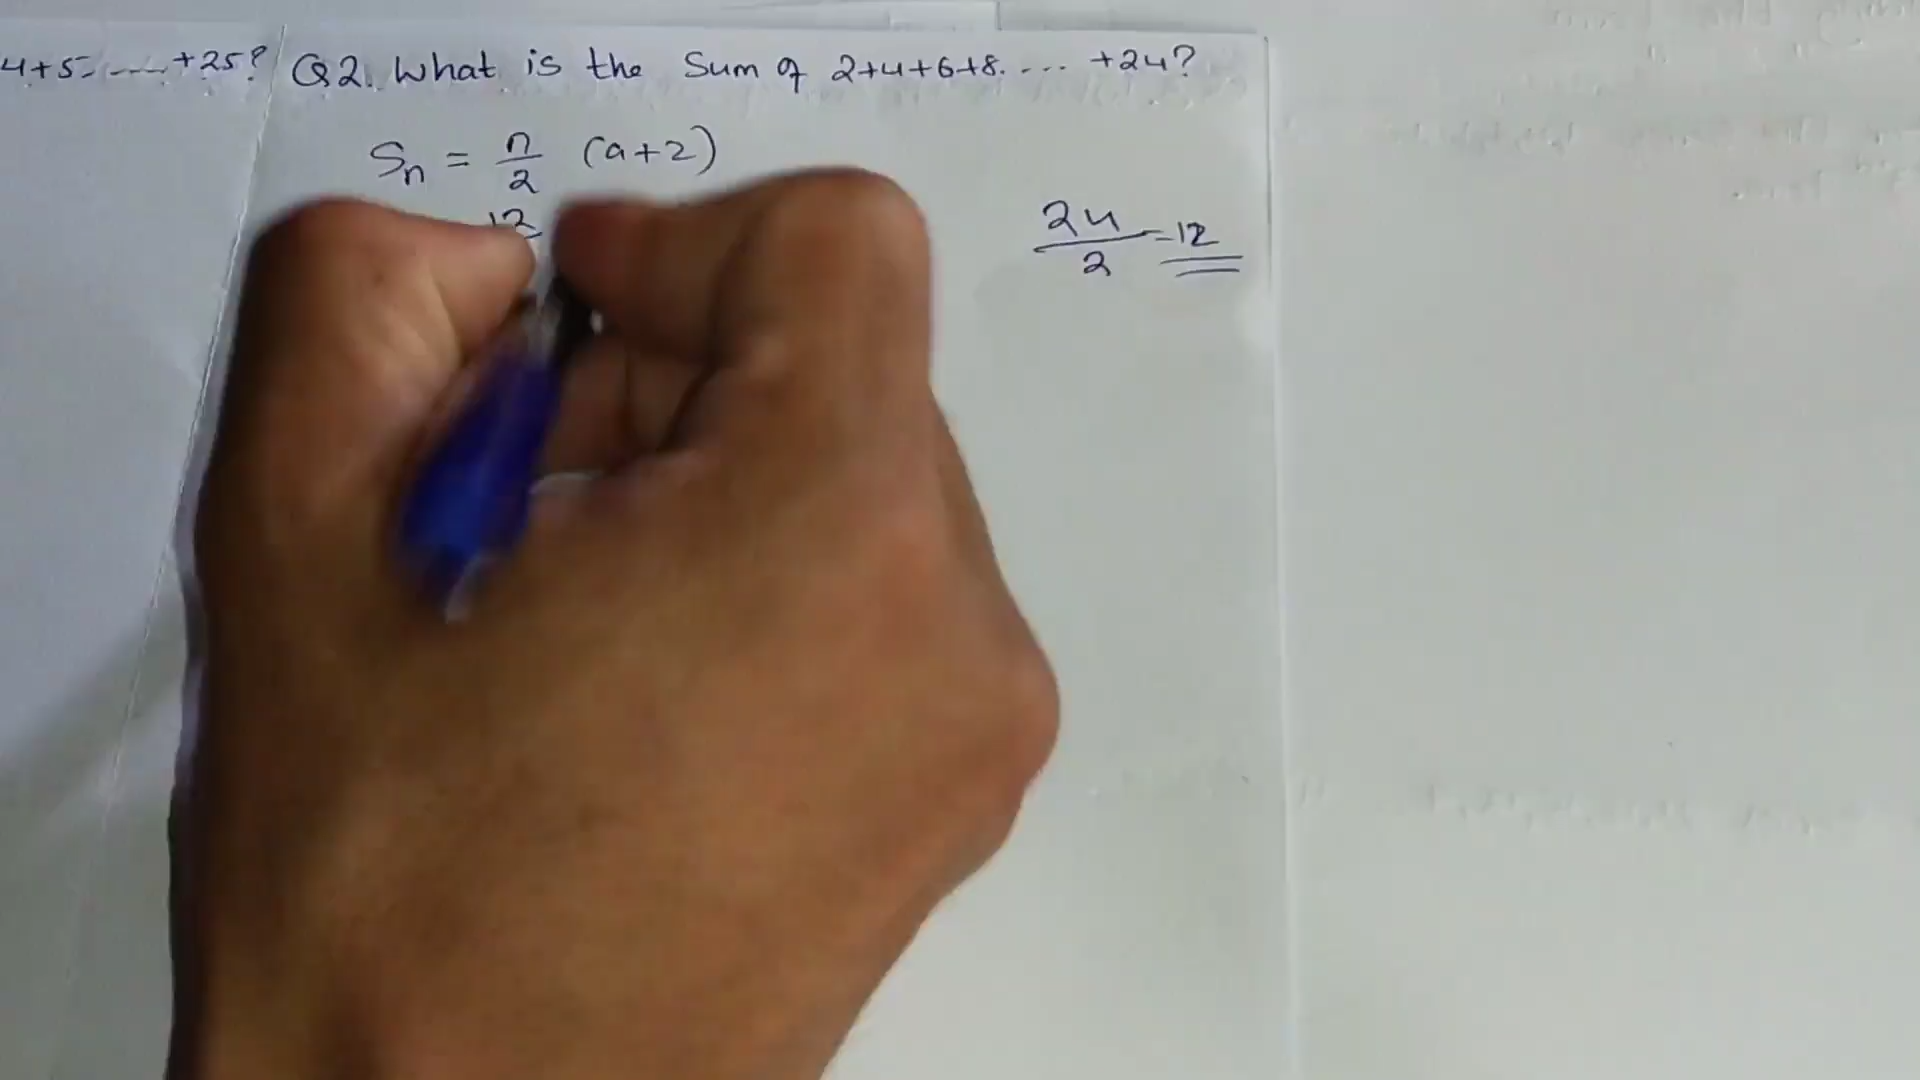 4+5-.....+25? Q2. What is the Sum of 2+4+6+8. ... +24?
Sn = n/2 (a+2)
12
24/2 = 12